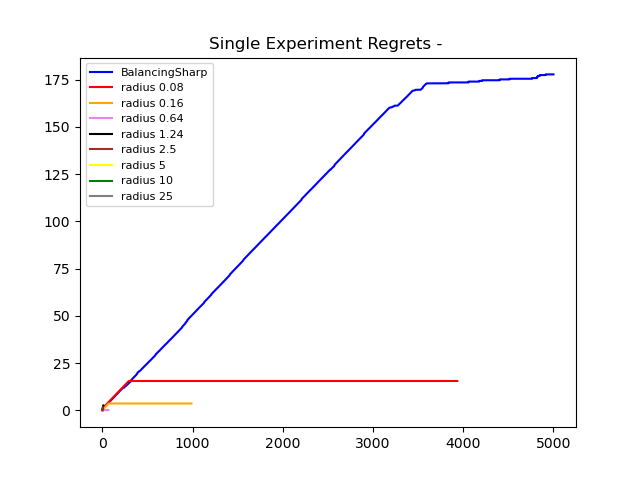 Single Experiment Regrets -
BalancingSharp
radius 0.08
radius 0.16
radius 0.64
radius 1.24
radius 2.5
radius 5
radius 10
radius 25
175
150
125
100
75
50
25
0
0 1000 2000 3000 4000 5000